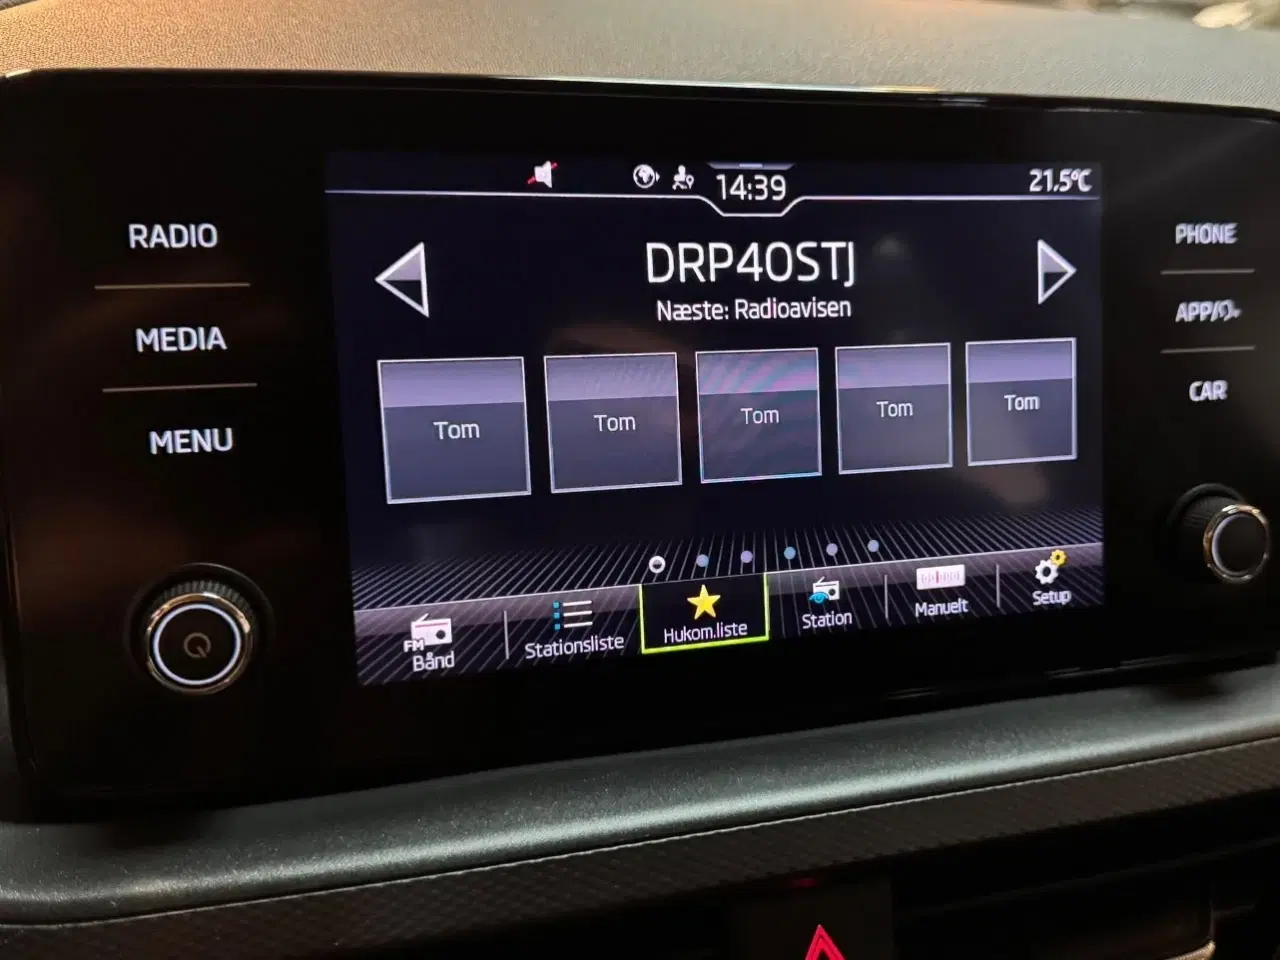 14:39
21.5°C
RADIO
MEDIA
MENU
DRP4OSTJ
Næste: Radioavisen
Tom
Tom
Tom
Tom
Tom
PHONE
APP/
CAR
FM
Bånd
Stationsliste
Hukom.liste
Station
Manuelt
Setup